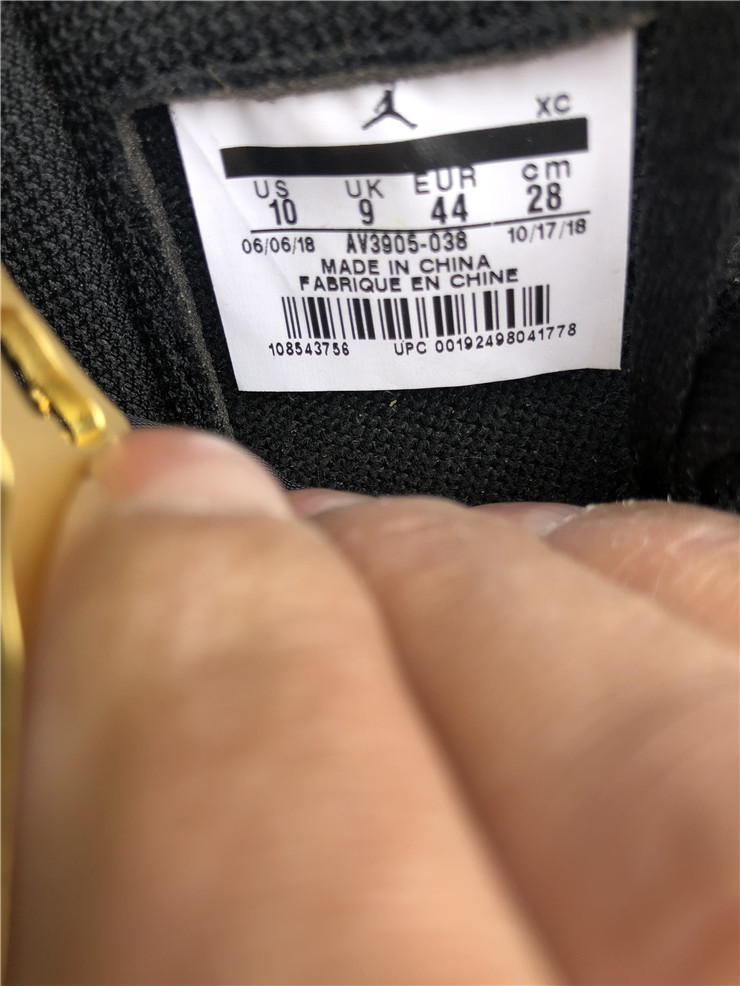 XC
US UK EUR cm
10 9 44 28
06/06/18 AV3905-038 10/17/18
MADE IN CHINA
FABRIQUE EN CHINE
108543756 UPC 00192498041778